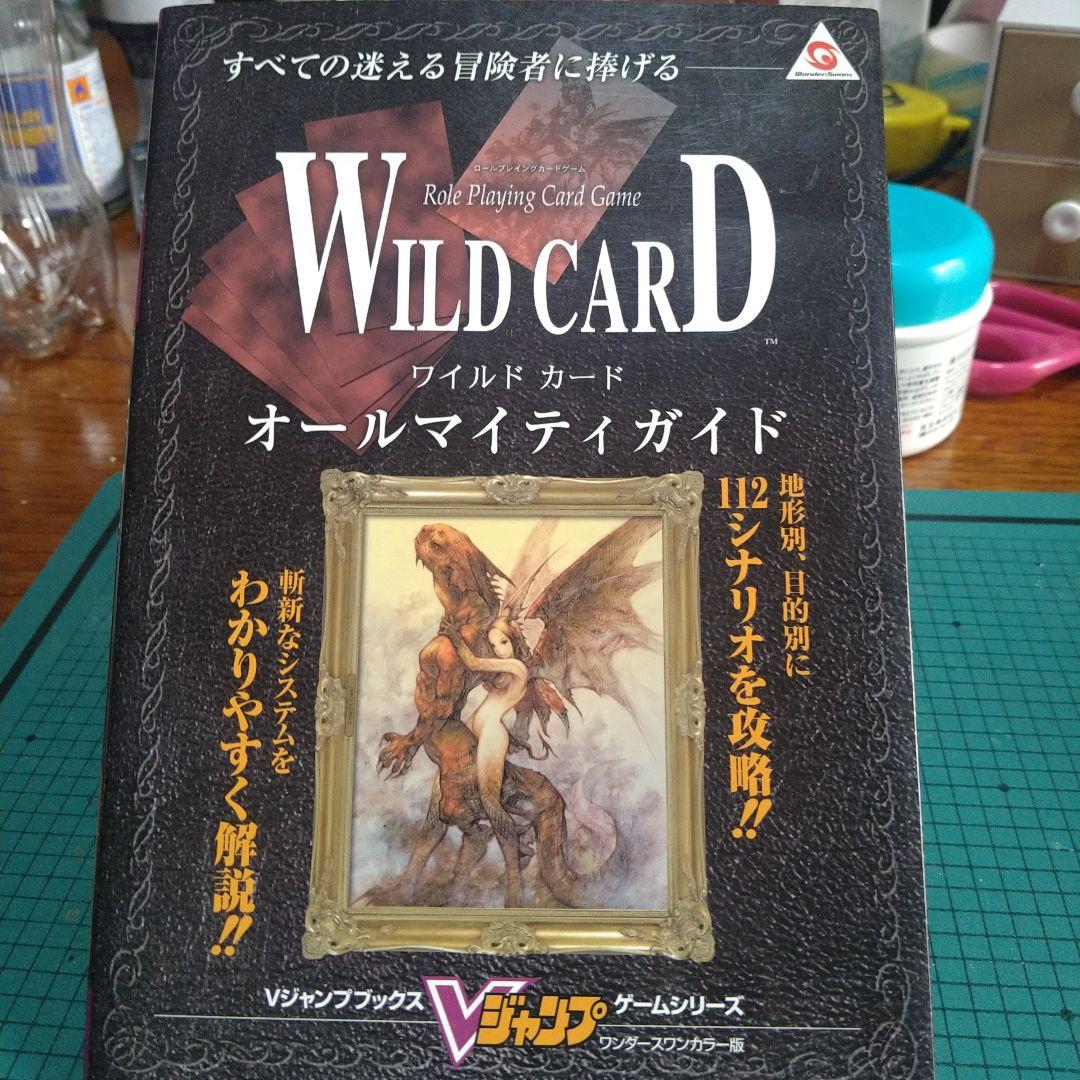 すべての迷える冒険者に捧げる
WonderSwan
ロールプレイングカードゲーム
Role Playing Card Game
WILD CARD
TM
ワイルド カード
オールマイティガイド
地形別、目的別に
112シナリオを攻略!!
斬新なシステムを
わかりやすく解説!!
Vジャンプブックス
Vジャンプ
ゲームシリーズ
ワンダースワンカラー版